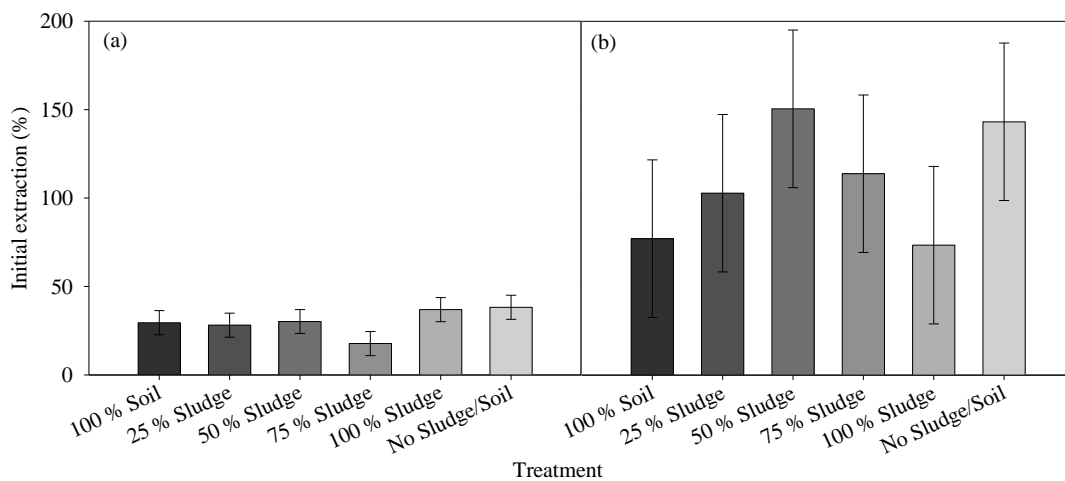 200
(a)
(b)
150
Initial extraction (%)
100
50
0
100 % Soil
25 % Sludge
50 % Sludge
75 % Sludge
100 % Sludge
No Sludge/Soil
100 % Soil
25 % Sludge
50 % Sludge
75 % Sludge
100 % Sludge
No Sludge/Soil
Treatment